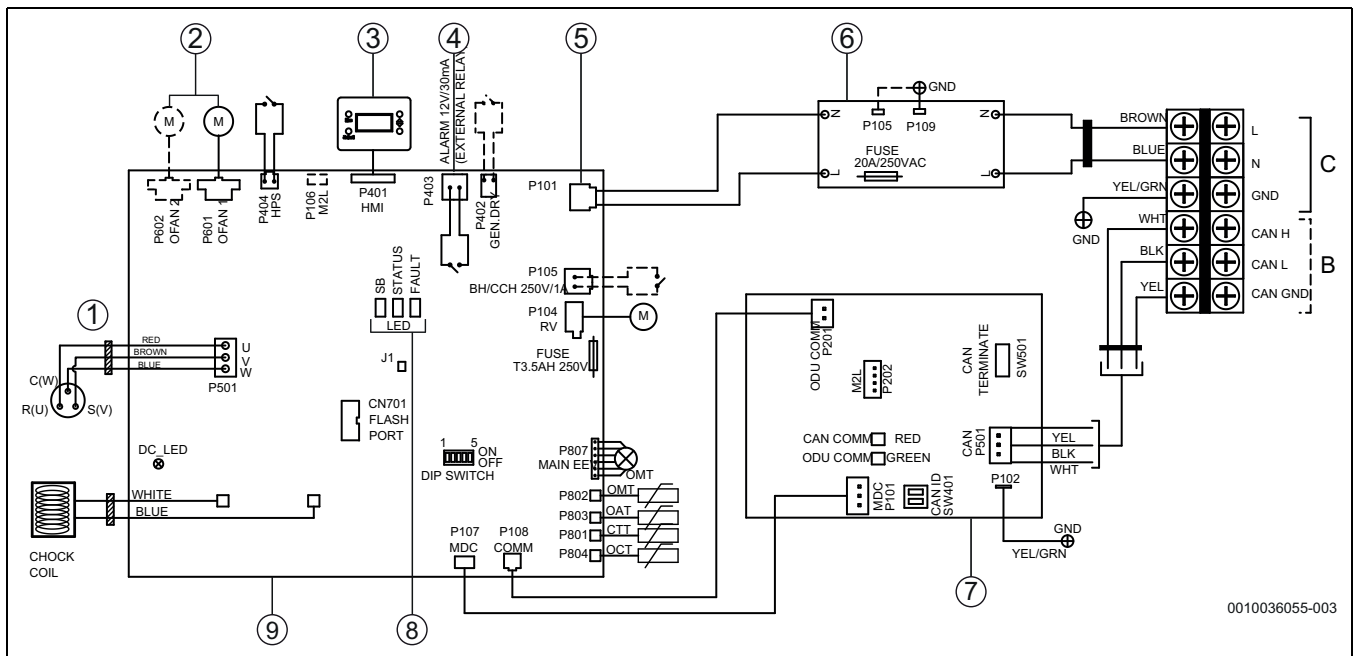 2
3
4
5
6
ALARM 12V/30mA
(EXTERNAL RELAY)
GND
M
M
N
P105
P109
N
FUSE
20A/250VAC
L
L
BROWN
L
BLUE
N
C
YEL/GRN
GND
GND
WHT
CAN H
BLK
CAN L
B
YEL
CAN GND
P602
OFAN 2
P601
OFAN 1
P404
HPS
P106
M2L
P401
HMI
P403
P402
GEN.DRY
P101
SB
STATUS
FAULT
LED
P105
BH/CCH 250V/1A
P104
RV
M
FUSE
T3.5AH 250V
1
RED
BROWN
BLUE
U
V
W
P501
C(W)
R(U)
S(V)
J1
CN701
FLASH
PORT
DC_LED
1
5
ON
OFF
DIP SWITCH
P807
MAIN EEV
OMT
P802
OMT
P803
OAT
P801
CTT
P804
OCT
WHITE
BLUE
CHOCK
COIL
P107
MDC
P108
COMM
ODU COMM
P201
M2L
P202
CAN
TERMINATE
SW501
CAN COMM
RED
ODU COMM
GREEN
CAN
P501
YEL
BLK
WHT
MDC
P101
CAN ID
SW401
P102
GND
YEL/GRN
9
8
7
0010036055-003